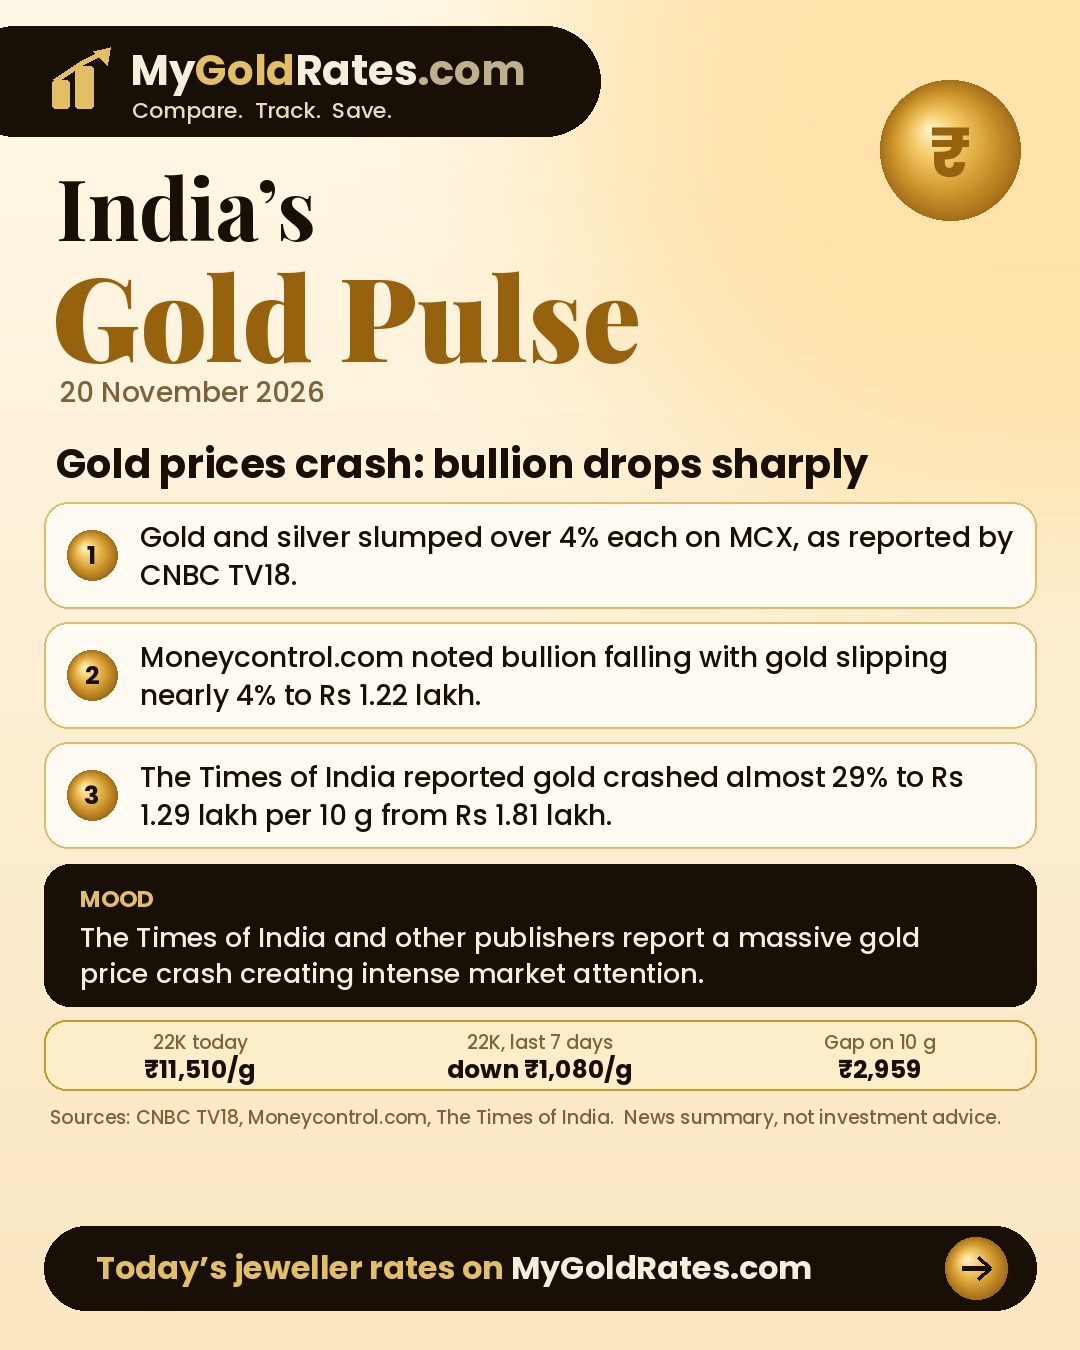 MyGoldRates.com
Compare. Track. Save.
₹
India’s
Gold Pulse
20 November 2026
Gold prices crash: bullion drops sharply
1
Gold and silver slumped over 4% each on MCX, as reported by
CNBC TV18.
2
Moneycontrol.com noted bullion falling with gold slipping
nearly 4% to Rs 1.22 lakh.
3
The Times of India reported gold crashed almost 29% to Rs
1.29 lakh per 10 g from Rs 1.81 lakh.
MOOD
The Times of India and other publishers report a massive gold
price crash creating intense market attention.
22K today
₹11,510/g
22K, last 7 days
down ₹1,080/g
Gap on 10 g
₹2,959
Sources: CNBC TV18, Moneycontrol.com, The Times of India. News summary, not investment advice.
Today’s jeweller rates on MyGoldRates.com